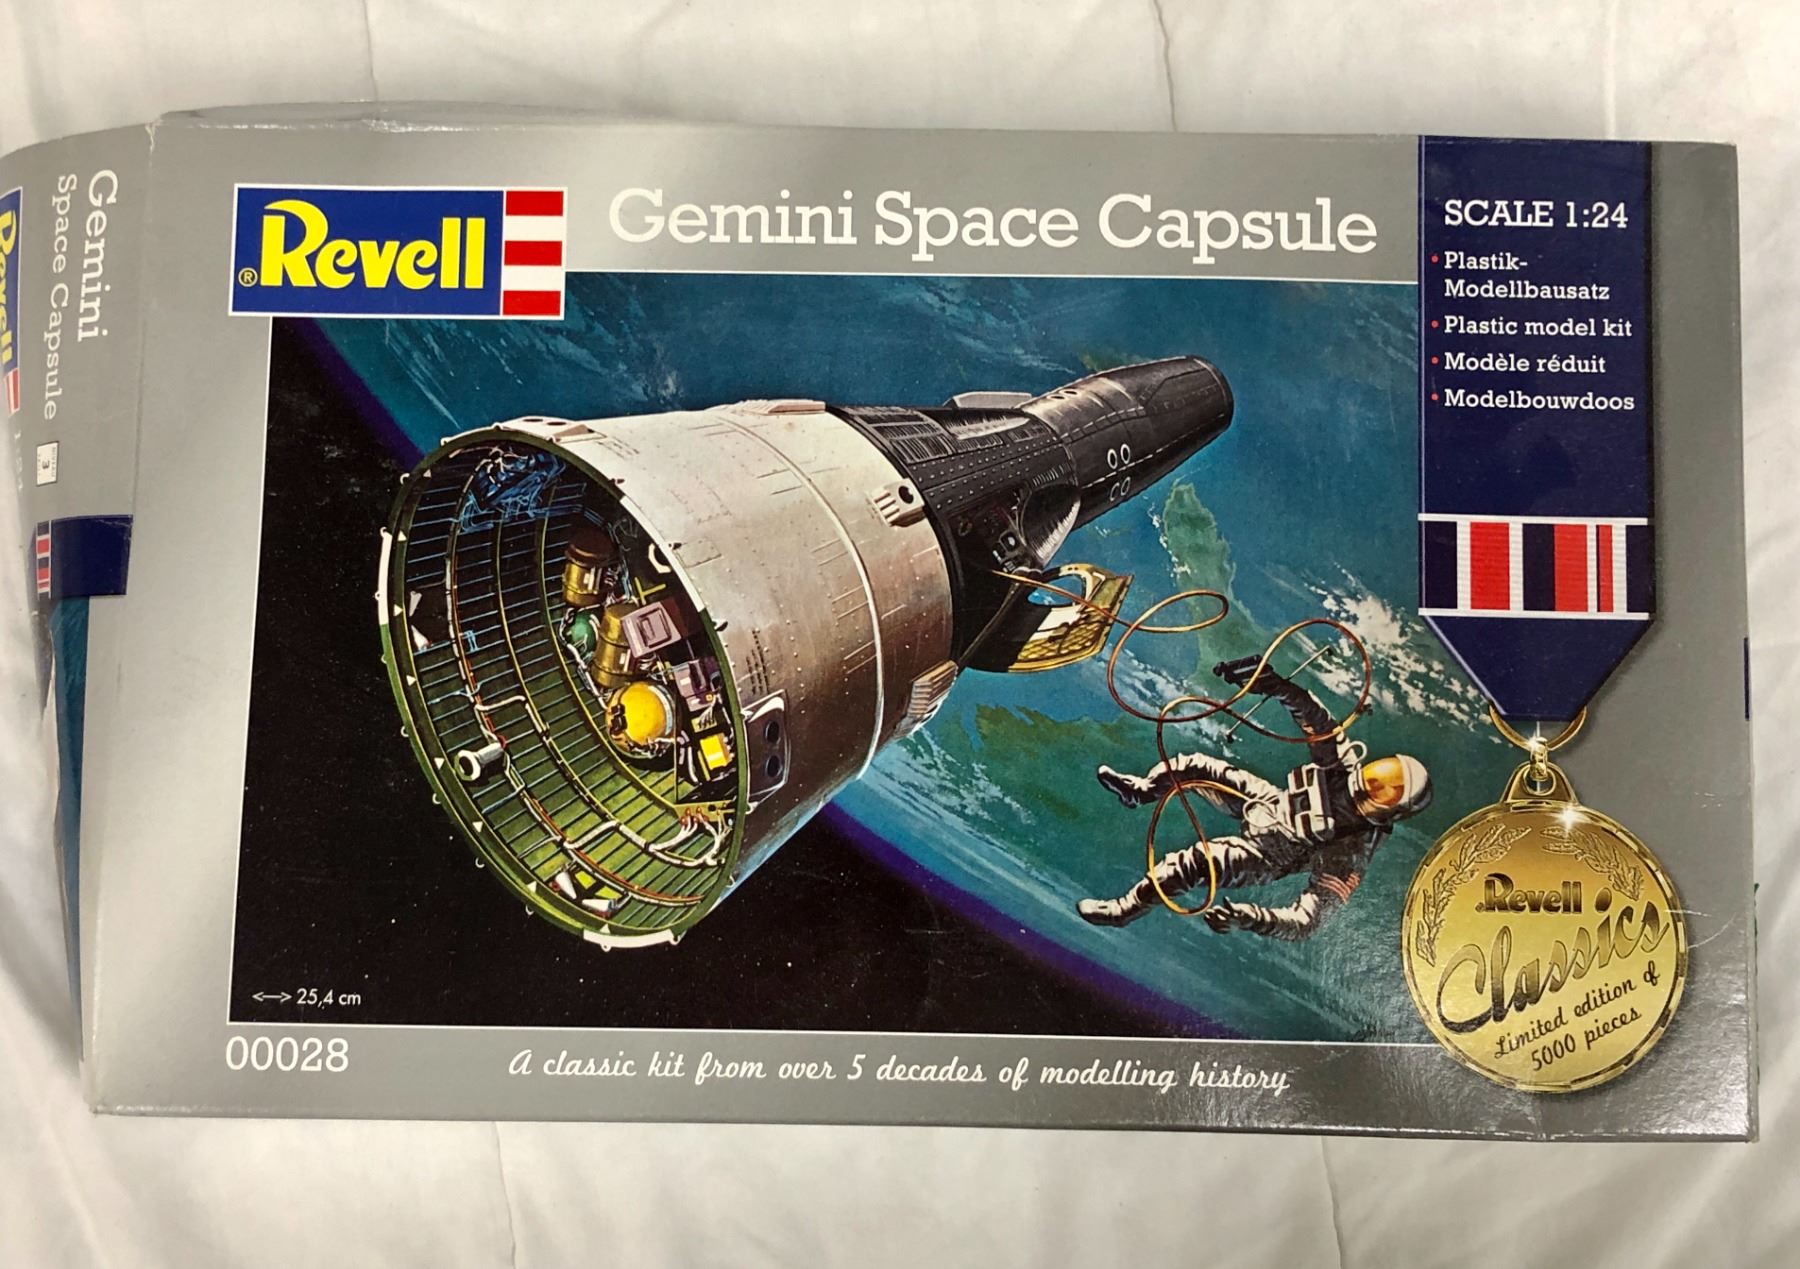 Revell
®
Gemini Space Capsule
SCALE 1:24
Plastik-
Modellbausatz
Plastic model kit
Modèle réduit
Modelbouwdoos
25,4 cm
00028
A classic kit from over 5 decades of modelling history
Revell
Classics
Limited edition of
5000 pieces
Gemini
Space Capsule
Revell
3